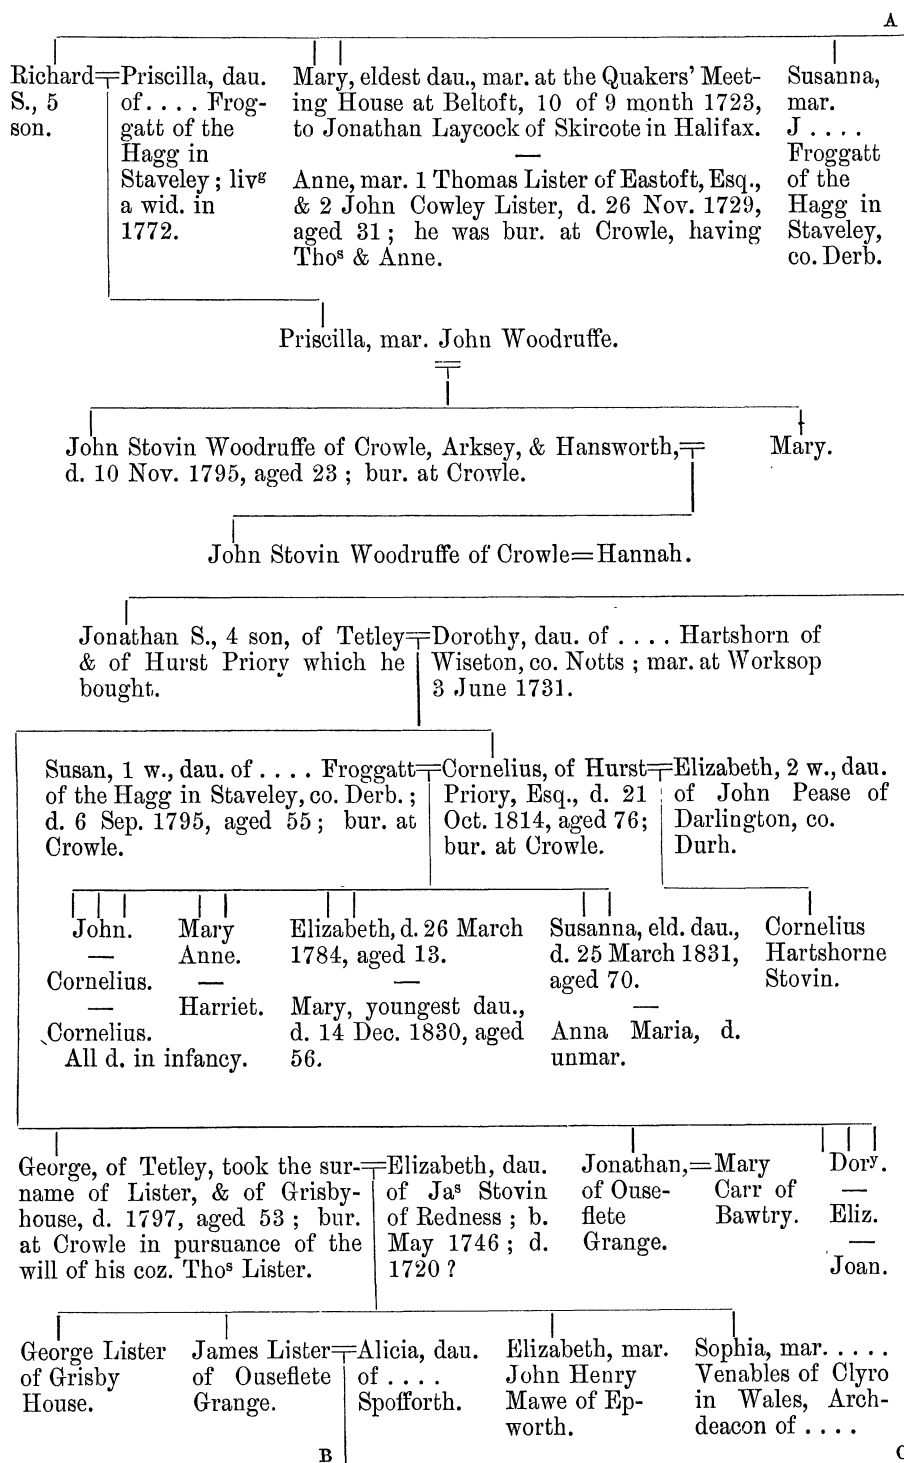 A
Richard=Priscilla, dau.
S., 5
son.
of . . . . Frog-
gatt of the
Hagg in
Staveley ; livᵍ
a wid. in
1772.
Mary, eldest dau., mar. at the Quakers' Meet-
ing House at Beltoft, 10 of 9 month 1723,
to Jonathan Laycock of Skircote in Halifax.
—
Anne, mar. 1 Thomas Lister of Eastoft, Esq.,
& 2 John Cowley Lister, d. 26 Nov. 1729,
aged 31 ; he was bur. at Crowle, having
Thoˢ & Anne.
Susanna,
mar.
J . . . .
Froggatt
of the
Hagg in
Staveley,
co. Derb.
Priscilla, mar. John Woodruffe.
=
John Stovin Woodruffe of Crowle, Arksey, & Hansworth,=
d. 10 Nov. 1795, aged 23 ; bur. at Crowle.
Mary.
John Stovin Woodruffe of Crowle=Hannah.
Jonathan S., 4 son, of Tetley=Dorothy, dau. of . . . . Hartshorn of
& of Hurst Priory which he
bought.
Wiseton, co. Notts ; mar. at Worksop
3 June 1731.
Susan, 1 w., dau. of . . . . Froggatt=Cornelius, of Hurst=Elizabeth, 2 w., dau.
of the Hagg in Staveley, co. Derb. ;
d. 6 Sep. 1795, aged 55 ; bur. at
Crowle.
Priory, Esq., d. 21
Oct. 1814, aged 76;
bur. at Crowle.
of John Pease of
Darlington, co.
Durh.
John.
—
Cornelius.
—
Cornelius.
Mary
Anne.
—
Harriet.
All d. in infancy.
Elizabeth, d. 26 March
1784, aged 13.
—
Mary, youngest dau.,
d. 14 Dec. 1830, aged
56.
Susanna, eld. dau.,
d. 25 March 1831,
aged 70.
—
Anna Maria, d.
unmar.
Cornelius
Hartshorne
Stovin.
George, of Tetley, took the sur-=Elizabeth, dau.
name of Lister, & of Grisby-
house, d. 1797, aged 53 ; bur.
at Crowle in pursuance of the
will of his coz. Thoˢ Lister.
of Jaˢ Stovin
of Redness ; b.
May 1746 ; d.
1720 ?
Jonathan,=Mary
of Ouse-
flete
Grange.
Carr of
Bawtry.
Dorʸ.
—
Eliz.
—
Joan.
George Lister
of Grisby
House.
James Lister=Alicia, dau.
of Ouseflete
Grange.
of . . . .
Spofforth.
Elizabeth, mar.
John Henry
Mawe of Ep-
worth.
Sophia, mar. . . . .
Venables of Clyro
in Wales, Arch-
deacon of . . . .
B
C